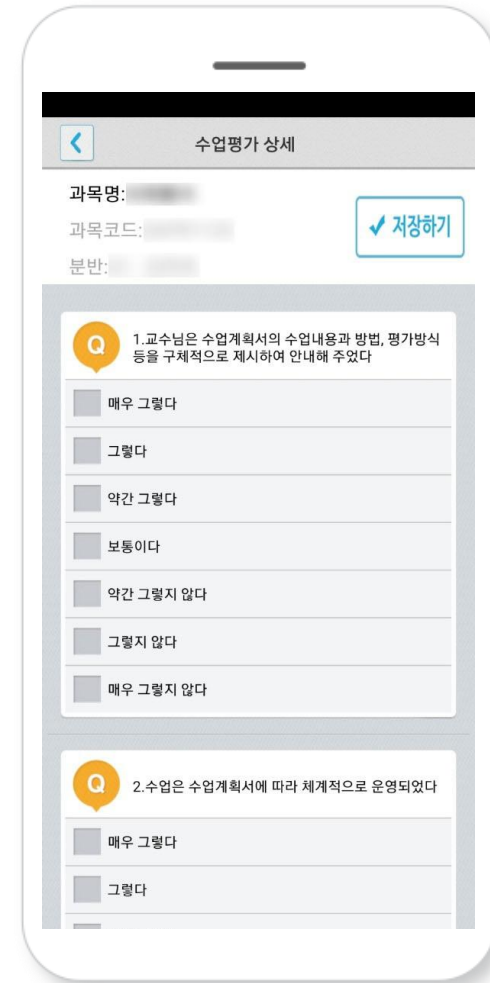 수업평가 상세
과목명:
과목코드:
분반:
✓ 저장하기
Q
1.교수님은 수업계획서의 수업내용과 방법, 평가방식
등을 구체적으로 제시하여 안내해 주었다
매우 그렇다
그렇다
약간 그렇다
보통이다
약간 그렇지 않다
그렇지 않다
매우 그렇지 않다
Q
2.수업은 수업계획서에 따라 체계적으로 운영되었다
매우 그렇다
그렇다